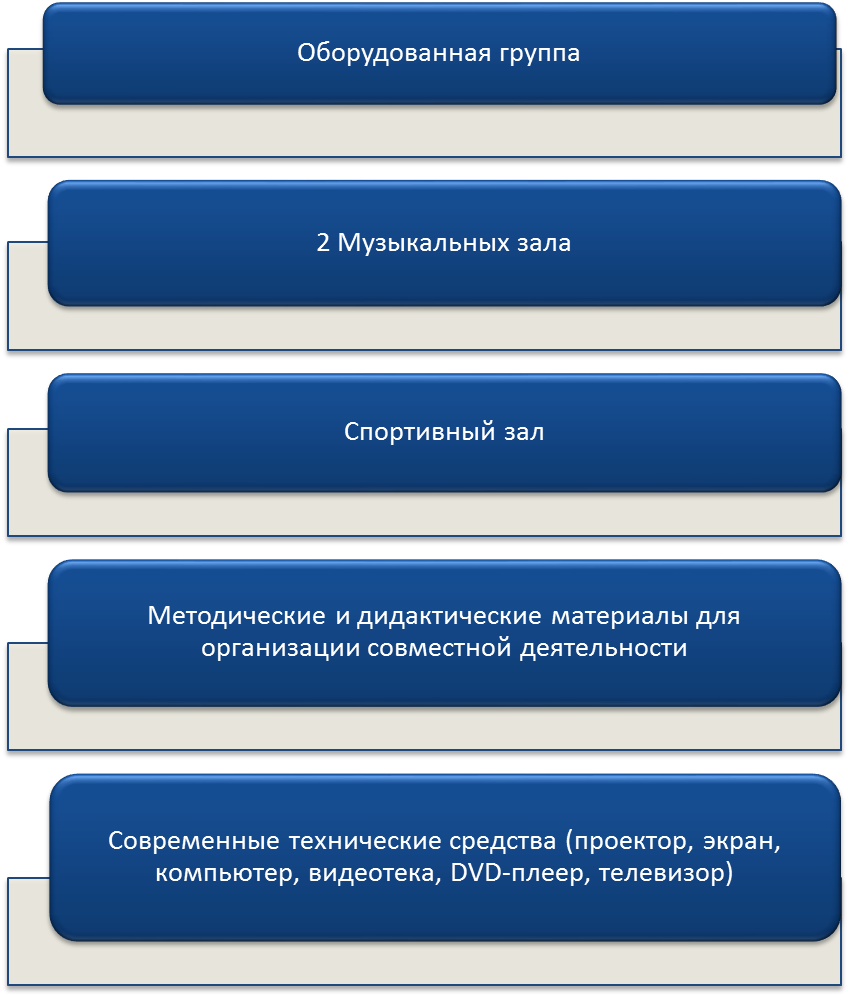 Оборудованная группа
2 Музыкальных зала
Спортивный зал
Методические и дидактические материалы для
организации совместной деятельности
Современные технические средства (проектор, экран,
компьютер, видеотека, DVD-плеер, телевизор)